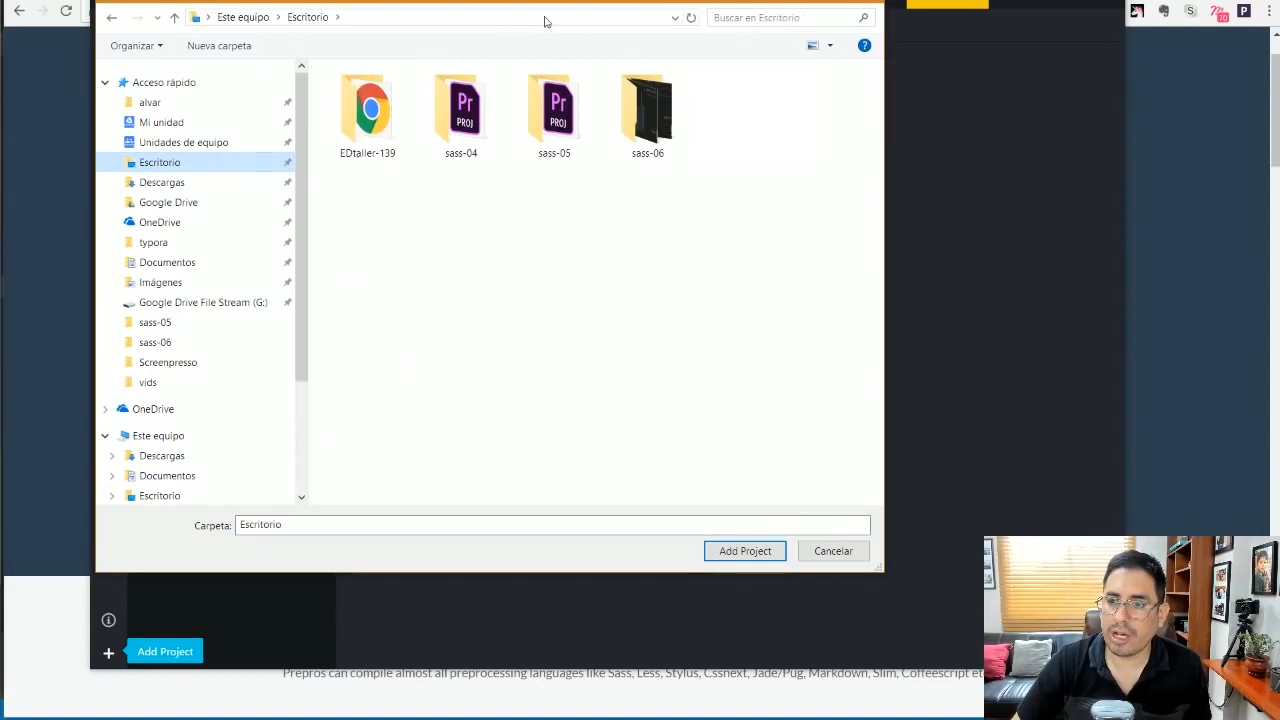 Este equipo > Escritorio >
Buscar en Escritorio
Organizar
Nueva carpeta
Acceso rápido
alvar
Mi unidad
Unidades de equipo
Escritorio
Descargas
Google Drive
OneDrive
typora
Documentos
Imágenes
Google Drive File Stream (G:)
sass-05
sass-06
Screenpresso
vids
OneDrive
Este equipo
Descargas
Documentos
Escritorio
EDtaller-139
Pr
PROJ
sass-04
Pr
PROJ
sass-05
sass-06
Carpeta: Escritorio
Add Project
Cancelar
Add Project
Prepros can compile almost all preprocessing languages like Sass, Less, Stylus, Cssnext, Jade/Pug, Markdown, Slim, Coffeescript et
70
P
S